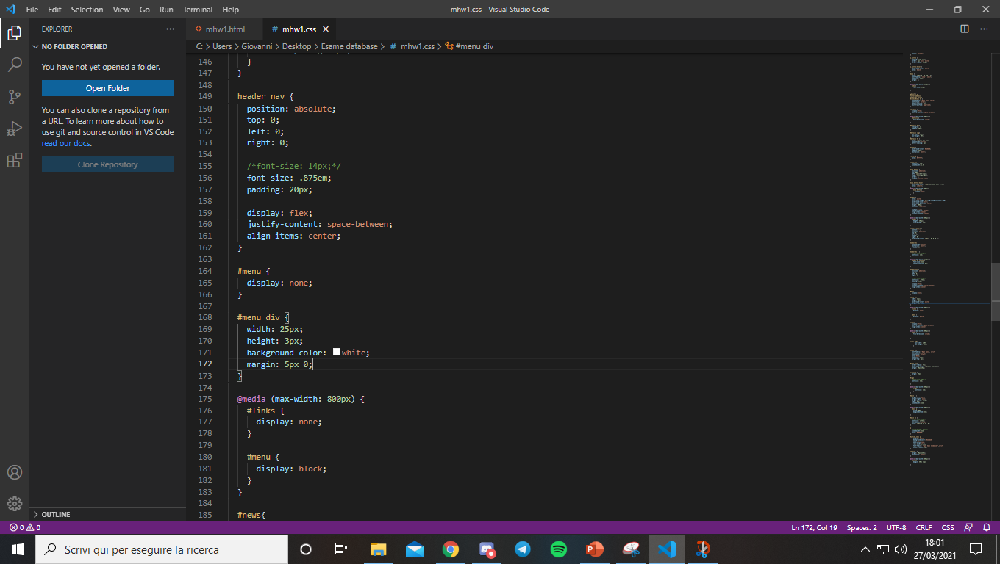 File Edit Selection View Go Run Terminal Help
mhw1.css - Visual Studio Code
EXPLORER
NO FOLDER OPENED
You have not yet opened a folder.
Open Folder
You can also clone a repository from
a URL. To learn more about how to
use git and source control in VS Code
read our docs.
Clone Repository
OUTLINE
mhw1.html
# mhw1.css
C: > Users > Giovanni > Desktop > Esame database > # mhw1.css > #menu div
146 }
147 }
148
149 header nav {
150 position: absolute;
151 top: 0;
152 left: 0;
153 right: 0;
154
155 /*font-size: 14px;*/
156 font-size: .875em;
157 padding: 20px;
158
159 display: flex;
160 justify-content: space-between;
161 align-items: center;
162 }
163
164 #menu {
165 display: none;
166 }
167
168 #menu div {
169 width: 25px;
170 height: 3px;
171 background-color: white;
172 margin: 5px 0;
173 }
174
175 @media (max-width: 800px) {
176 #links {
177 display: none;
178 }
179
180 #menu {
181 display: block;
182 }
183 }
184
185 #news{
0 0
Ln 172, Col 19 Spaces: 2 UTF-8 CRLF CSS
Scrivi qui per eseguire la ricerca
18:01
27/03/2021